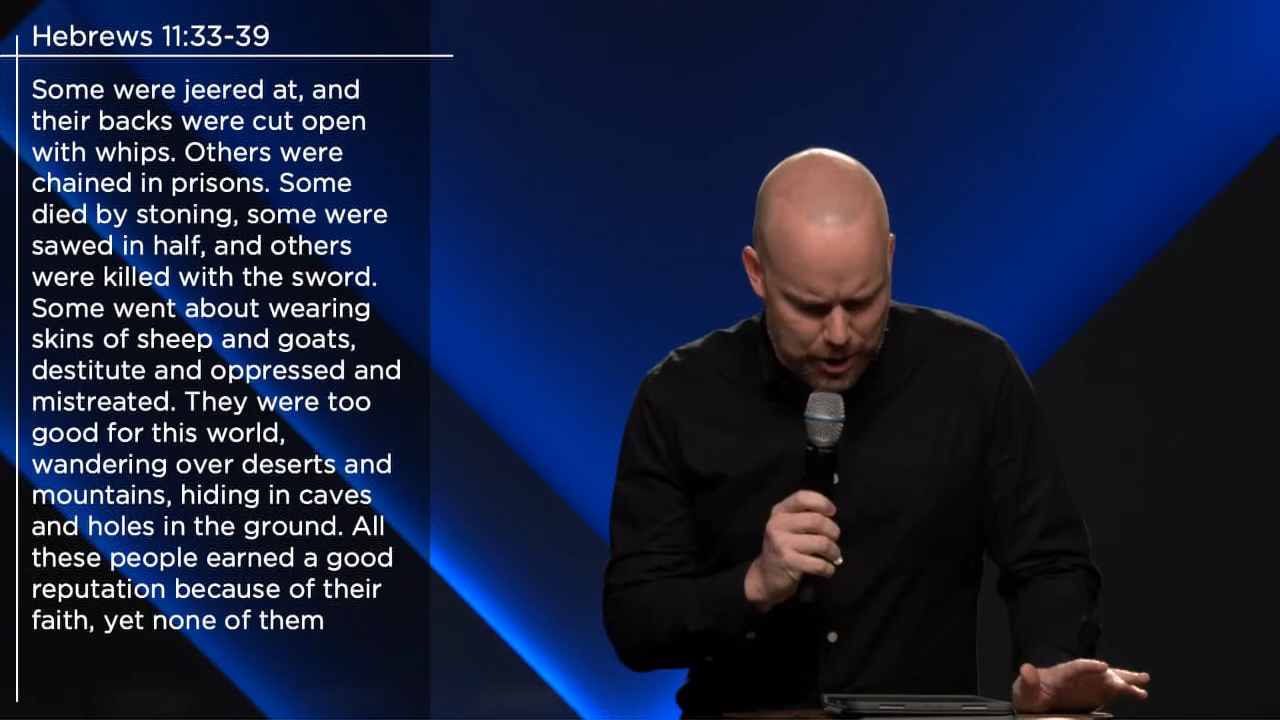 Hebrews 11:33-39
Some were jeered at, and
their backs were cut open
with whips. Others were
chained in prisons. Some
died by stoning, some were
sawed in half, and others
were killed with the sword.
Some went about wearing
skins of sheep and goats,
destitute and oppressed and
mistreated. They were too
good for this world,
wandering over deserts and
mountains, hiding in caves
and holes in the ground. All
these people earned a good
reputation because of their
faith, yet none of them